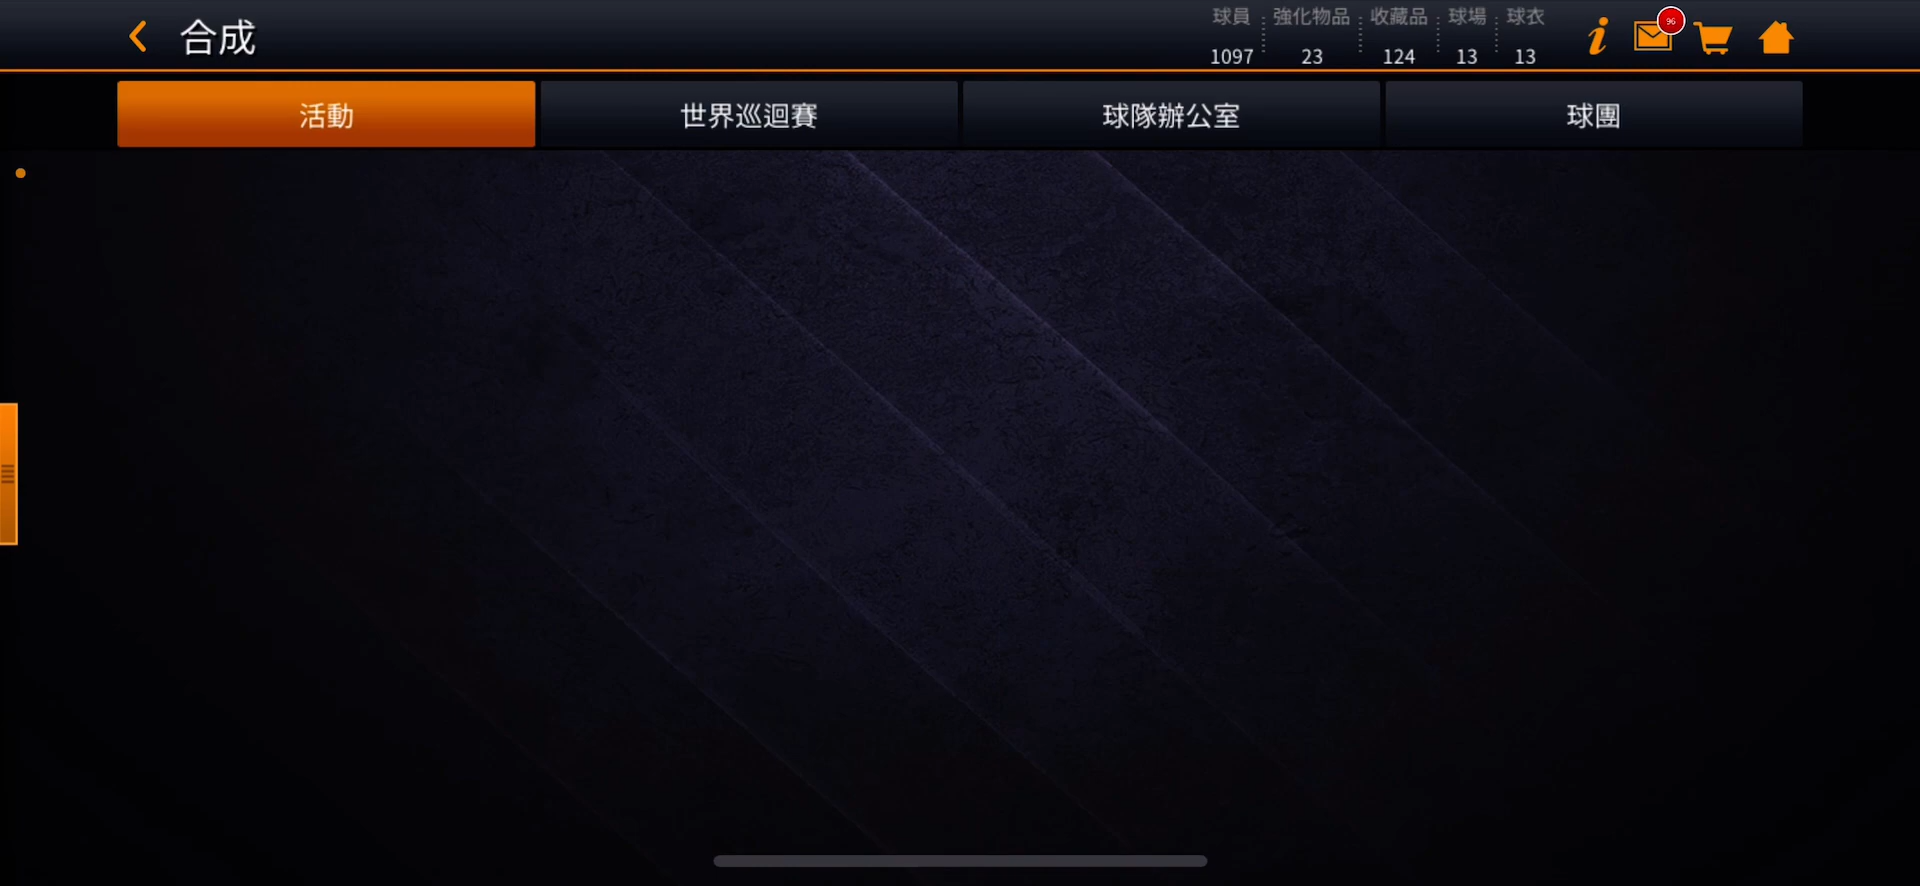 合成
球員 強化物品 收藏品 球場 球衣
1097 23 124 13 13
96
活動 世界巡迴賽 球隊辦公室 球團